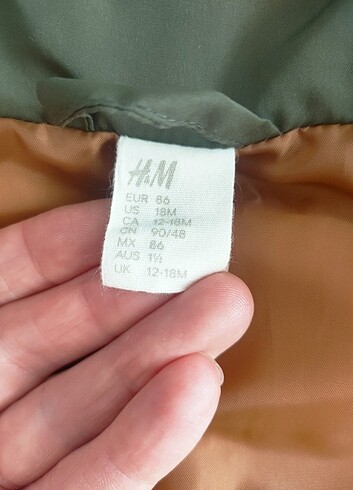 H&M
EUR 86
US 18M
CA 12-18M
CN 90/48
MX 86
AUS 1½
UK 12-18M